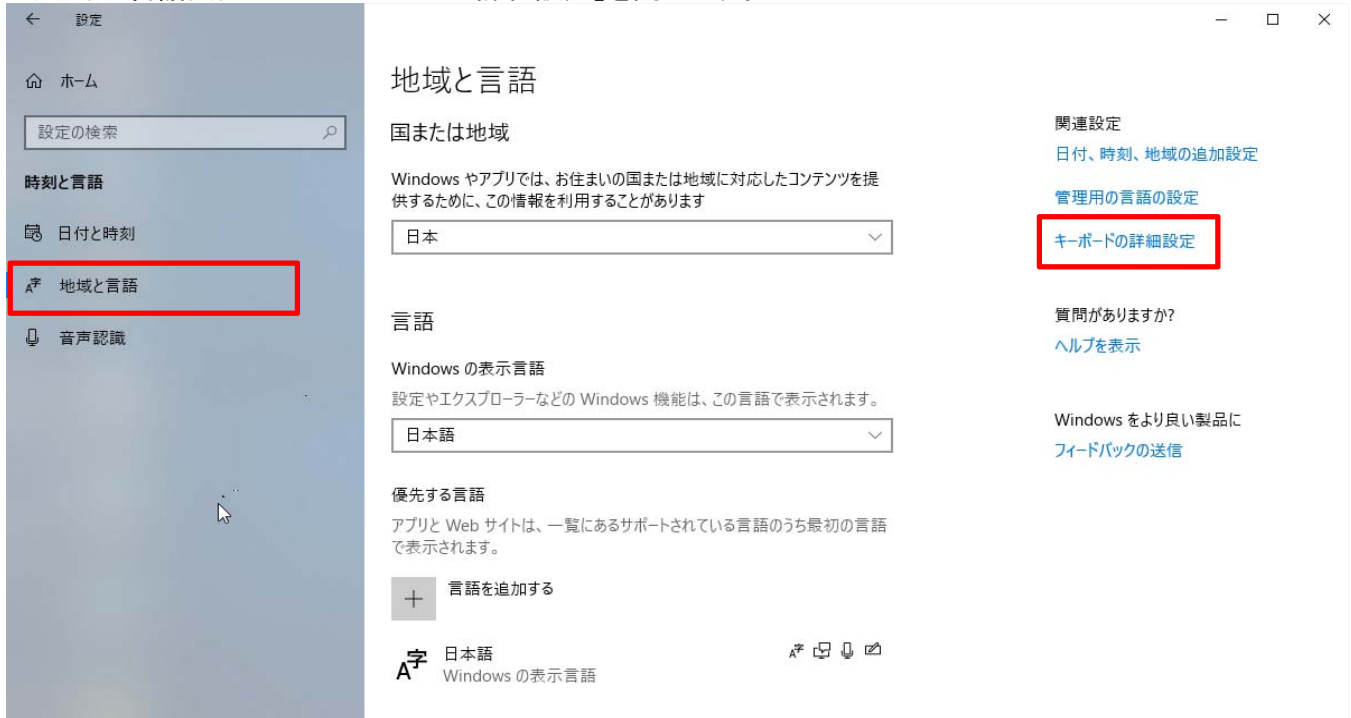 設定
ホーム
設定の検索
時刻と言語
日付と時刻
地域と言語
音声認識
地域と言語
国または地域
Windows やアプリでは、お住まいの国または地域に対応したコンテンツを提
供するために、この情報を利用することがあります
日本
言語
Windows の表示言語
設定やエクスプローラーなどの Windows 機能は、この言語で表示されます。
日本語
優先する言語
アプリと Web サイトは、一覧にあるサポートされている言語のうち最初の言語
で表示されます。
言語を追加する
日本語
Windows の表示言語
関連設定
日付、時刻、地域の追加設定
管理用の言語の設定
キーボードの詳細設定
質問がありますか?
ヘルプを表示
Windows をより良い製品に
フィードバックの送信